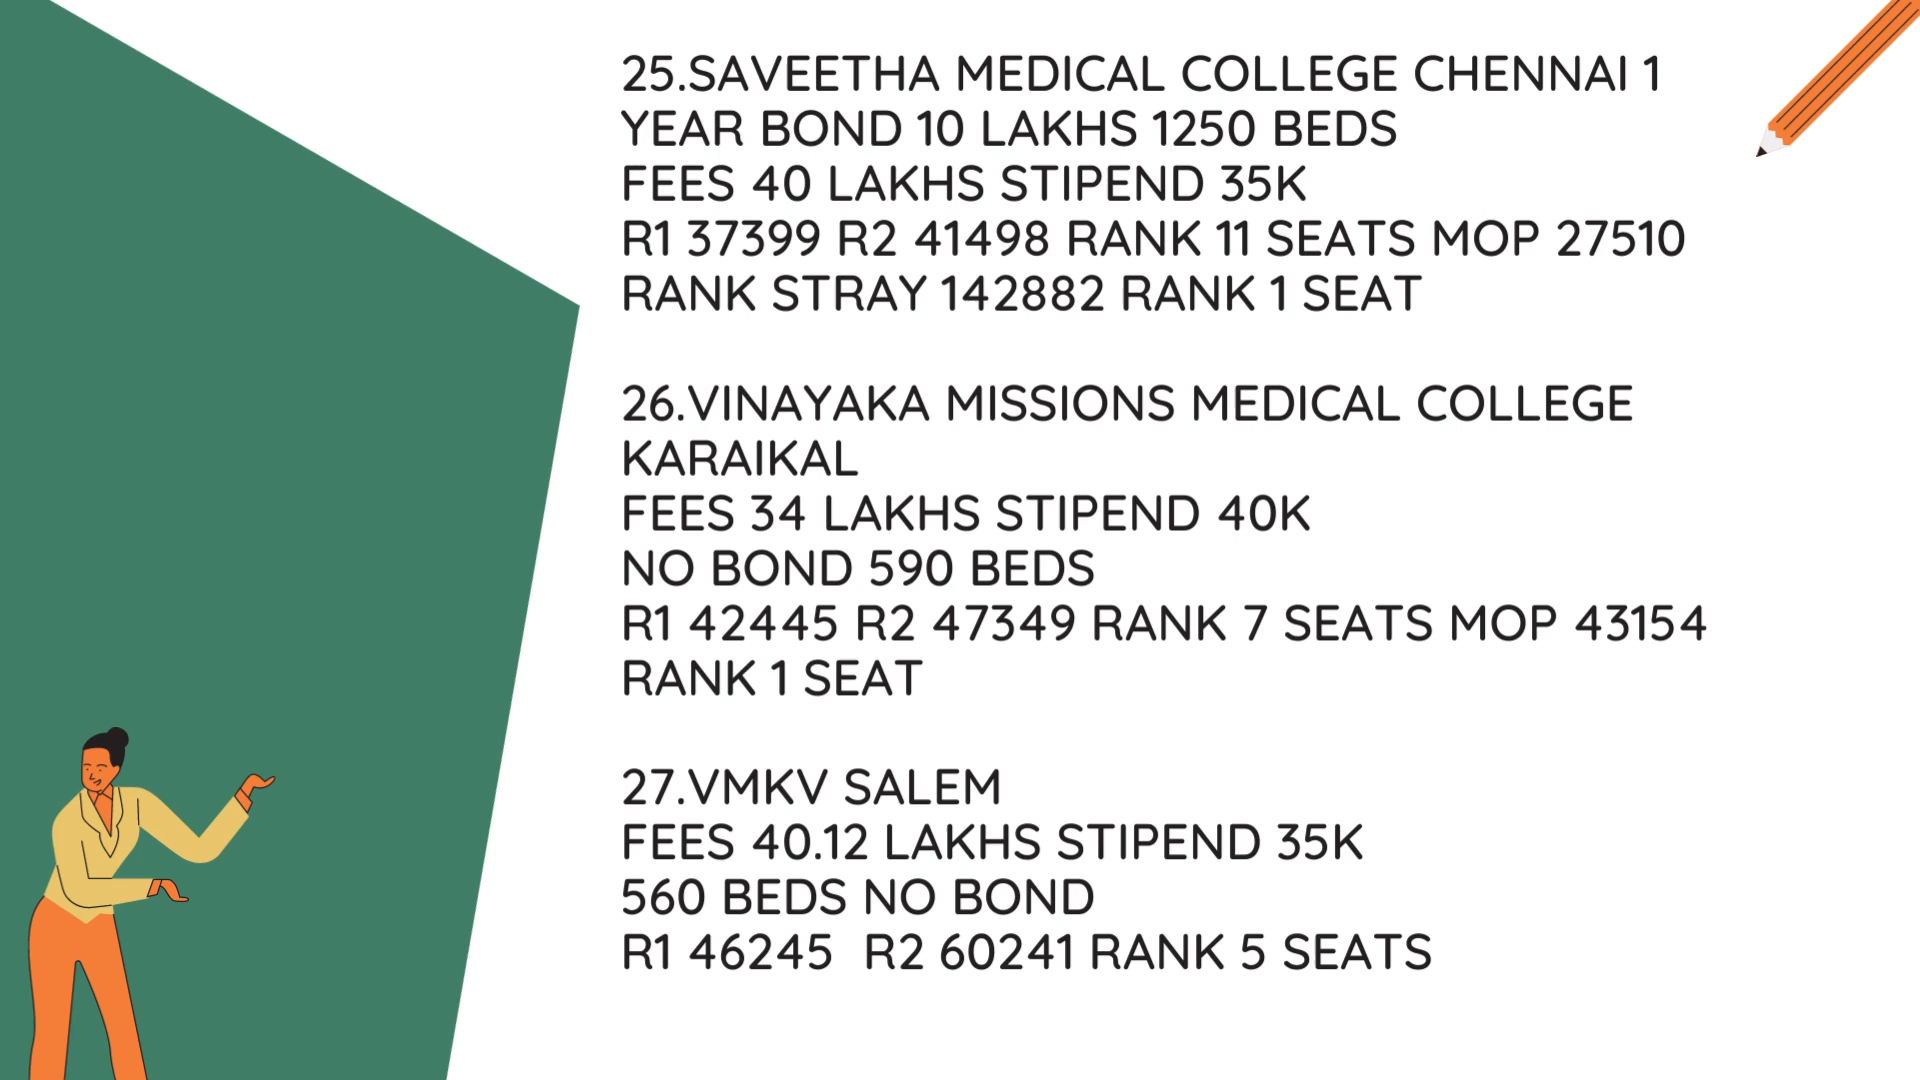 25.SAVEETHA MEDICAL COLLEGE CHENNAI 1
YEAR BOND 10 LAKHS 1250 BEDS
FEES 40 LAKHS STIPEND 35K
R1 37399 R2 41498 RANK 11 SEATS MOP 27510
RANK STRAY 142882 RANK 1 SEAT
26.VINAYAKA MISSIONS MEDICAL COLLEGE
KARAIKAL
FEES 34 LAKHS STIPEND 40K
NO BOND 590 BEDS
R1 42445 R2 47349 RANK 7 SEATS MOP 43154
RANK 1 SEAT
27.VMKV SALEM
FEES 40.12 LAKHS STIPEND 35K
560 BEDS NO BOND
R1 46245  R2 60241 RANK 5 SEATS